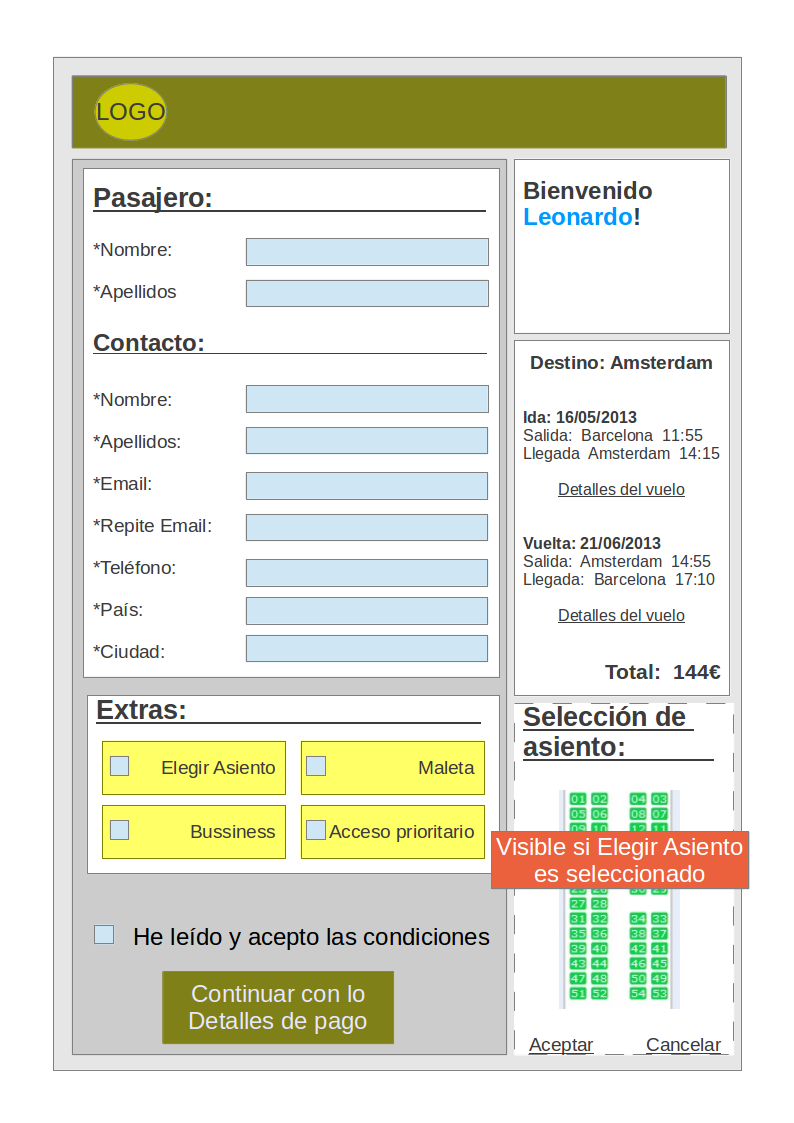 LOGO
Pasajero:
*Nombre:
*Apellidos
Contacto:
*Nombre:
*Apellidos:
*Email:
*Repite Email:
*Teléfono:
*País:
*Ciudad:
Extras:
Elegir Asiento
Maleta
Bussiness
Acceso prioritario
He leído y acepto las condiciones
Continuar con lo
Detalles de pago
Bienvenido
Leonardo!
Destino: Amsterdam
Ida: 16/05/2013
Salida: Barcelona 11:55
Llegada Amsterdam 14:15
Detalles del vuelo
Vuelta: 21/06/2013
Salida: Amsterdam 14:55
Llegada: Barcelona 17:10
Detalles del vuelo
Total: 144€
Selección de
asiento:
01 02 04 03
05 06 08 07
09 10 12 11
Visible si Elegir Asiento
es seleccionado
25 26 30 29
27 28
31 32 34 33
35 36 38 37
39 40 42 41
43 44 46 45
47 48 50 49
51 52 54 53
Aceptar Cancelar